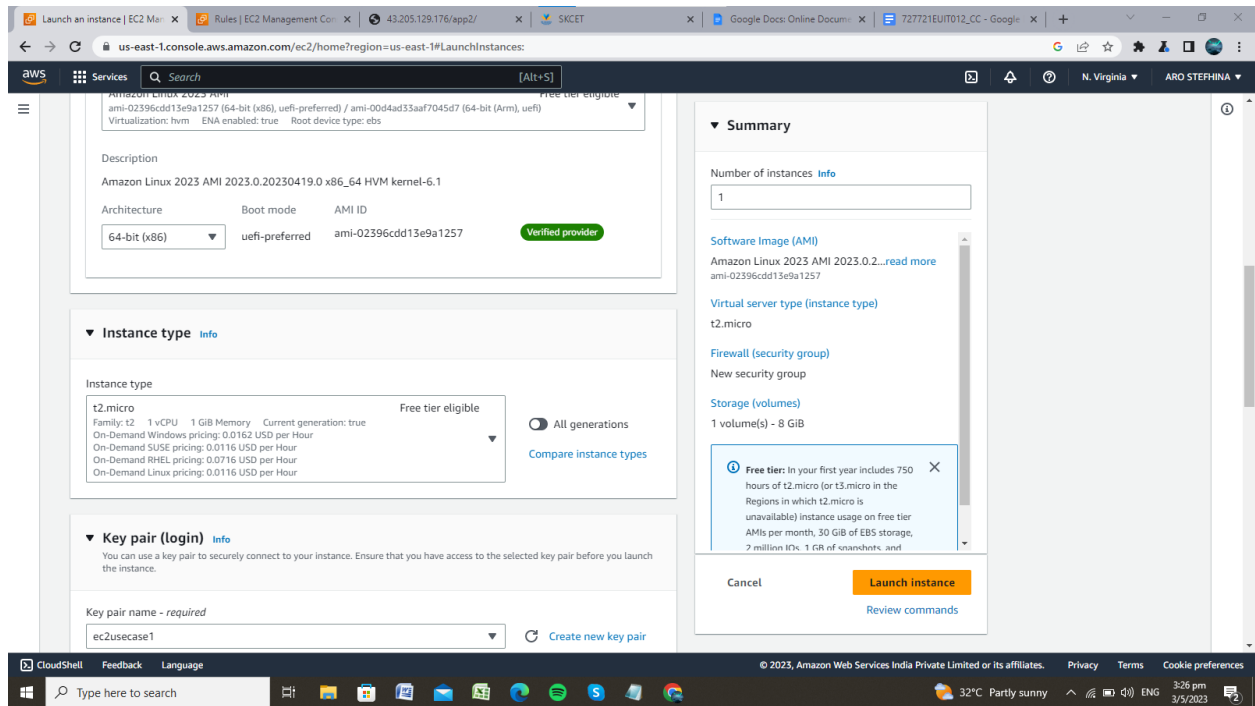 Launch an instance | EC2 Man
Rules | EC2 Management Con
43.205.129.176/app2/
SKCET
Google Docs: Online Docume
727721EUIT012_CC - Google
us-east-1.console.aws.amazon.com/ec2/home?region=us-east-1#LaunchInstances:
aws
Services
Search
[Alt+S]
N. Virginia
ARO STEFHINA
Amazon Linux 2023 AMI
Free tier eligible
ami-02396cdd13e9a1257 (64-bit (x86), uefi-preferred) / ami-00d4ad33aaf7045d7 (64-bit (Arm), uefi)
Virtualization: hvm ENA enabled: true Root device type: ebs
Description
Amazon Linux 2023 AMI 2023.0.20230419.0 x86_64 HVM kernel-6.1
Architecture
Boot mode
AMI ID
64-bit (x86)
uefi-preferred
ami-02396cdd13e9a1257
Verified provider
Instance type Info
Instance type
t2.micro
Free tier eligible
Family: t2 1 vCPU 1 GiB Memory Current generation: true
On-Demand Windows pricing: 0.0162 USD per Hour
On-Demand SUSE pricing: 0.0116 USD per Hour
On-Demand RHEL pricing: 0.0716 USD per Hour
On-Demand Linux pricing: 0.0116 USD per Hour
All generations
Compare instance types
Key pair (login) Info
You can use a key pair to securely connect to your instance. Ensure that you have access to the selected key pair before you launch
the instance.
Key pair name - required
ec2usecase1
Create new key pair
Summary
Number of instances Info
1
Software Image (AMI)
Amazon Linux 2023 AMI 2023.0.2...read more
ami-02396cdd13e9a1257
Virtual server type (instance type)
t2.micro
Firewall (security group)
New security group
Storage (volumes)
1 volume(s) - 8 GiB
Free tier: In your first year includes 750
hours of t2.micro (or t3.micro in the
Regions in which t2.micro is
unavailable) instance usage on free tier
AMIs per month, 30 GiB of EBS storage,
2 million IOs, 1 GB of snapshots, and
Cancel
Launch instance
Review commands
CloudShell
Feedback
Language
© 2023, Amazon Web Services India Private Limited or its affiliates.
Privacy
Terms
Cookie preferences
Type here to search
32°C Partly sunny
ENG
3:26 pm
3/5/2023
2